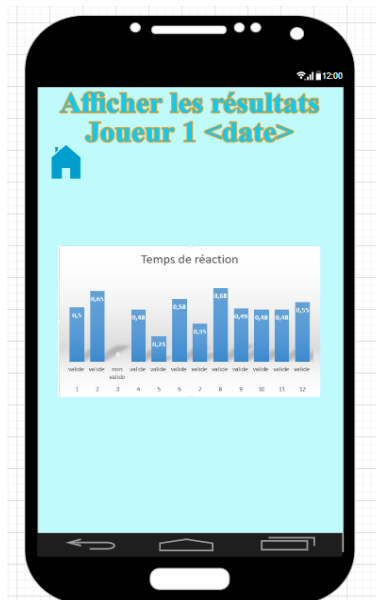 12:00
Afficher les résultats
Joueur 1 <date>
Temps de réaction
0,5 0,65 0,48 0,23 0,58 0,35 0,68 0,49 0,48 0,48 0,55
valide valide non valide valide valide valide valide valide valide valide valide valide
1 2 3 4 5 6 7 8 9 10 11 12